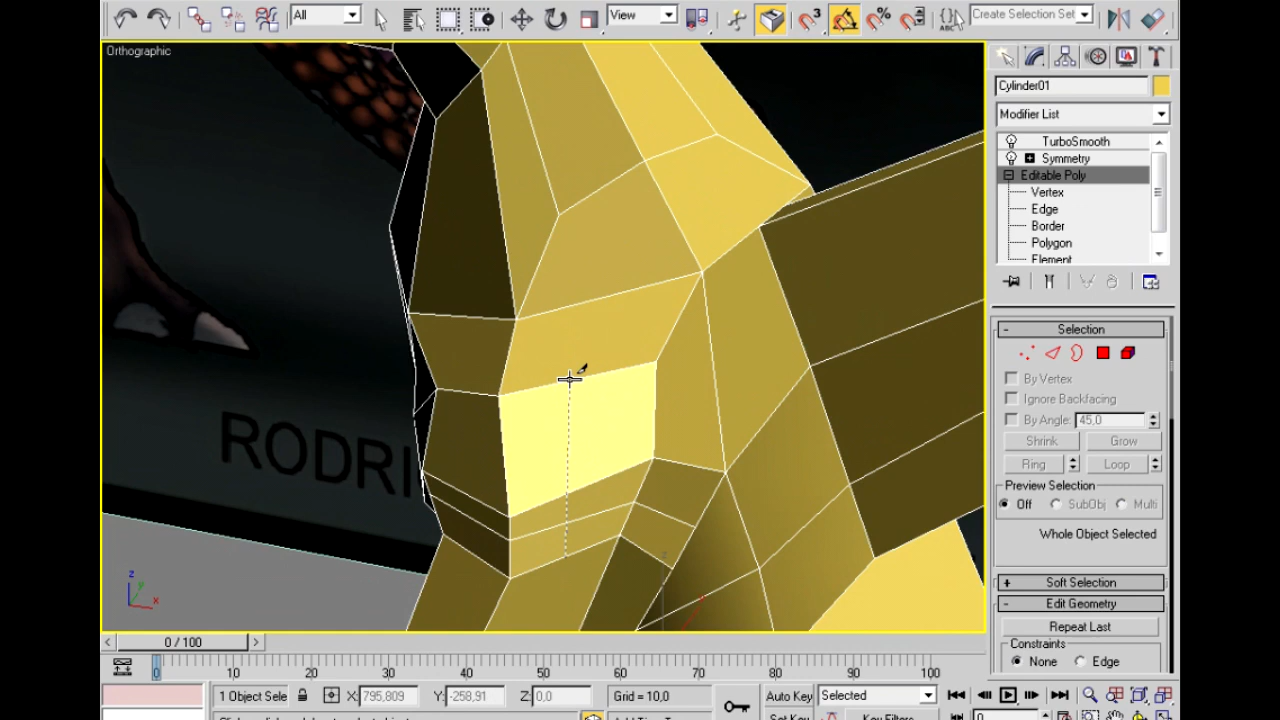 All
View
3
%
ABC
Create Selection Set
Orthographic
Cylinder01
Modifier List
TurboSmooth
Symmetry
Editable Poly
Vertex
Edge
Border
Polygon
Element
RODRI
- Selection
By Vertex
Ignore Backfacing
By Angle: 45,0
Shrink Grow
Ring Loop
Preview Selection
Off SubObj Multi
Whole Object Selected
+ Soft Selection
- Edit Geometry
Repeat Last
Constraints
None Edge
z
x
y
0 / 100
0 10 20 30 40 50 60 70 80 90 100
1 Object Sele X: 795,809 Y: -258,91 Z: 0,0 Grid = 10,0 Auto Key Selected
Set Key Key Filters... 0